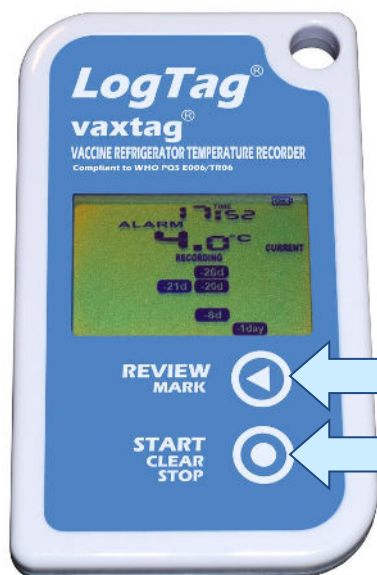 LogTag®
vaxtag®
VACCINE REFRIGERATOR TEMPERATURE RECORDER
Compliant to WHO PQS E006/TR06
TIME
17:52
ALARM
4.0°C CURRENT
RECORDING
-26d
-21d -20d
-8d
-1day
REVIEW
MARK
START
CLEAR
STOP